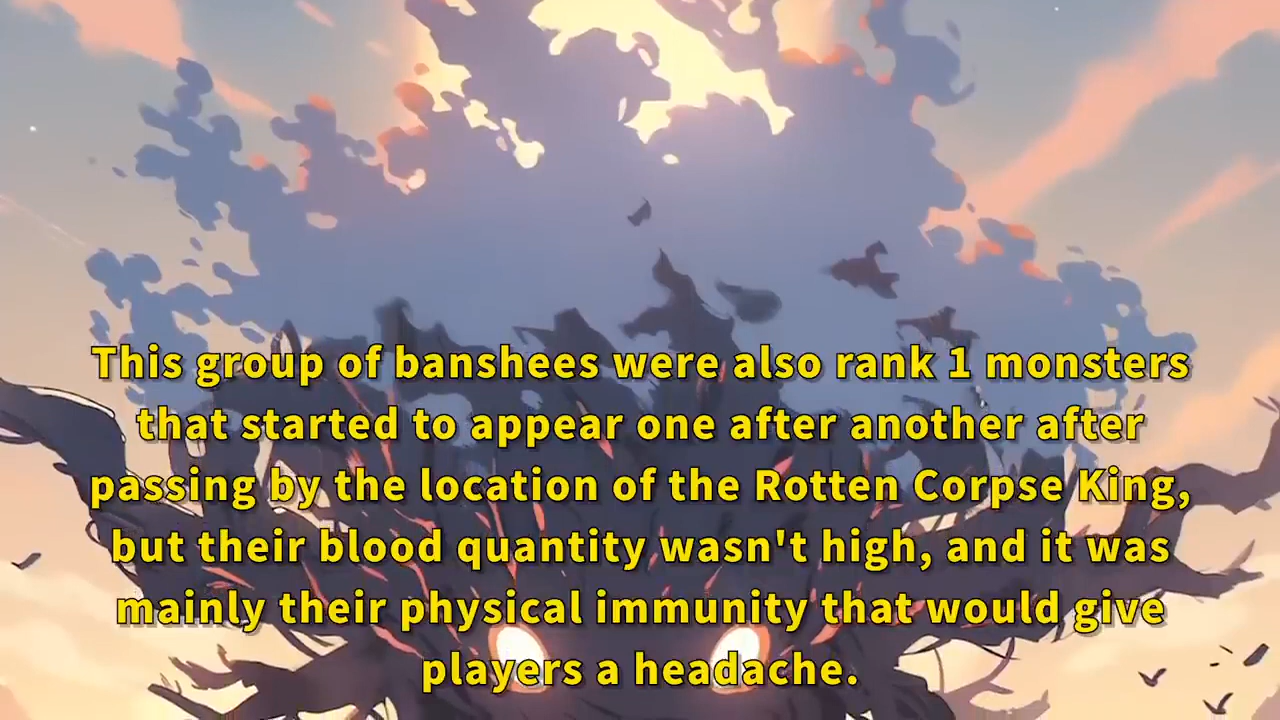 This group of banshees were also rank 1 monsters
that started to appear one after another after
passing by the location of the Rotten Corpse King,
but their blood quantity wasn't high, and it was
mainly their physical immunity that would give
players a headache.